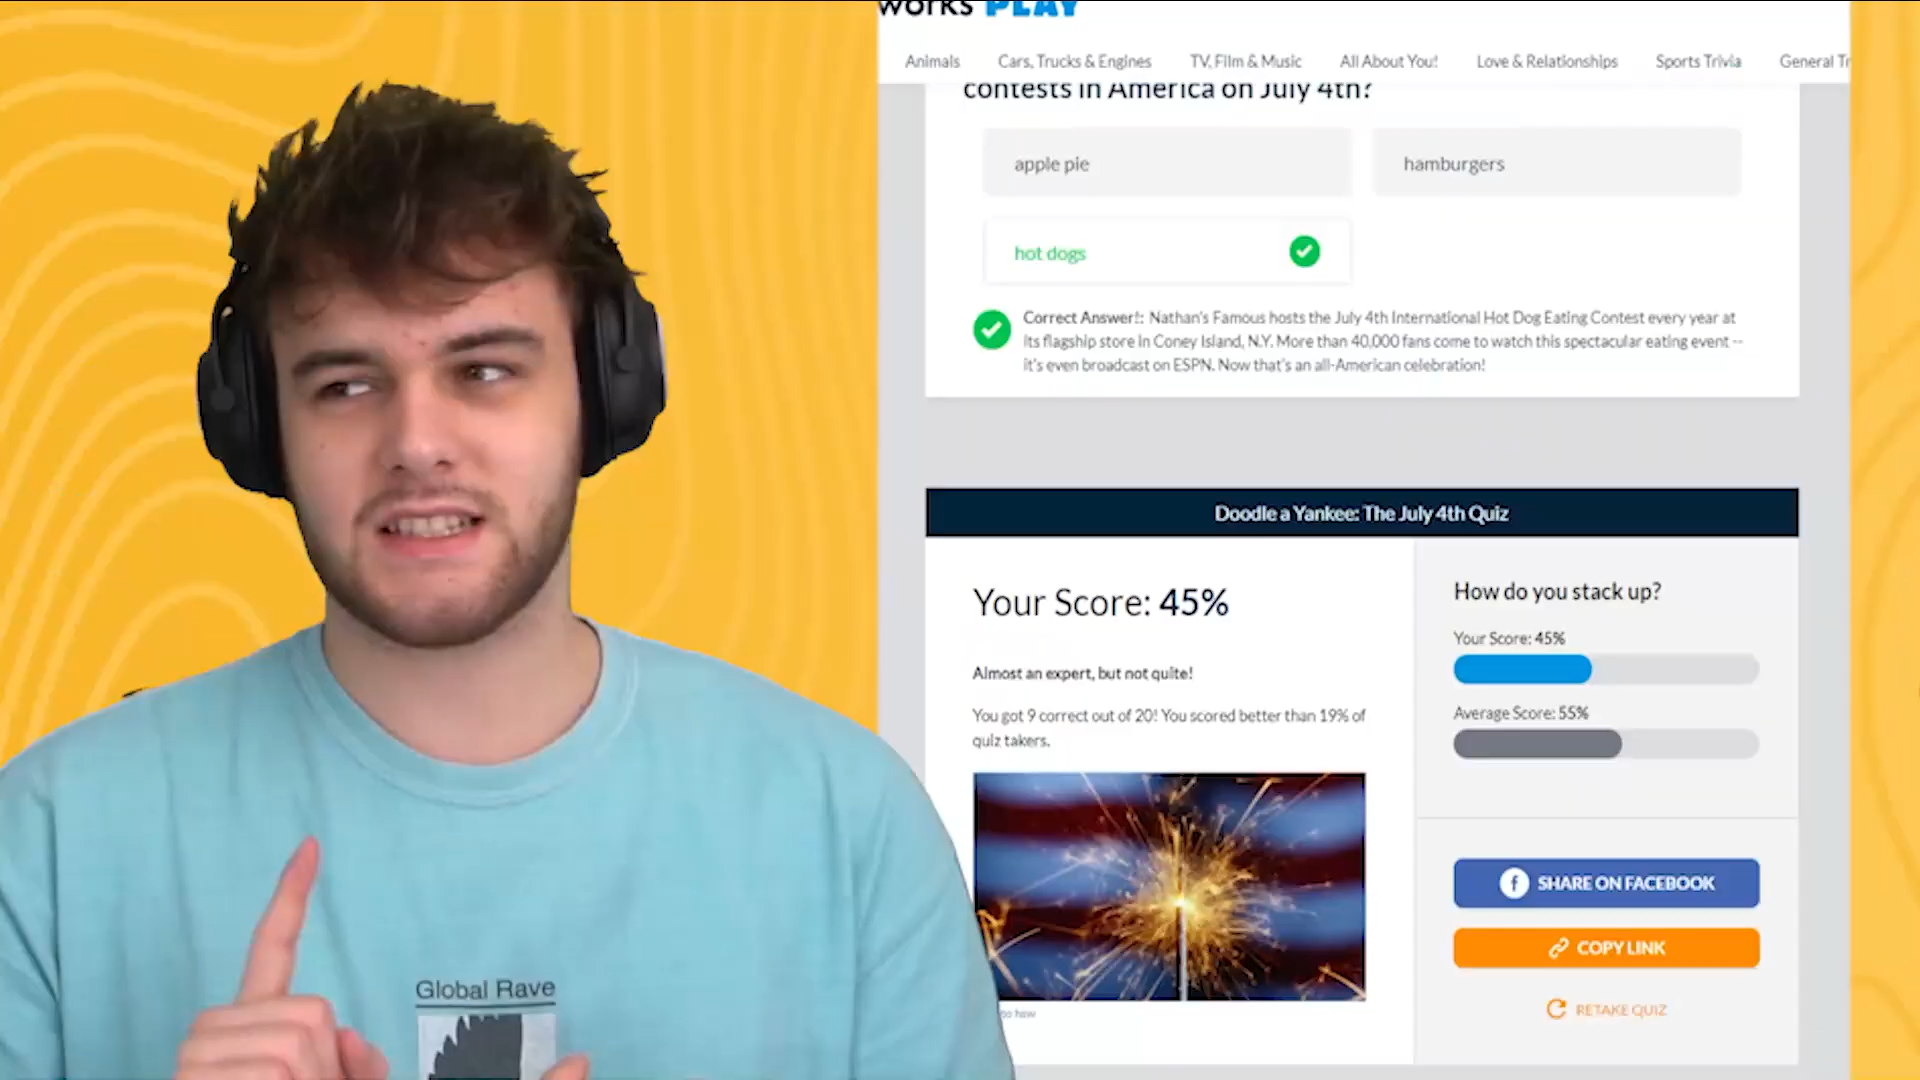 works PLAY
Animals Cars, Trucks & Engines TV, Film & Music All About You! Love & Relationships Sports Trivia General Tr
contests in America on July 4th?
apple pie
hamburgers
hot dogs
Correct Answer!: Nathan's Famous hosts the July 4th International Hot Dog Eating Contest every year at
its flagship store in Coney Island, N.Y. More than 40,000 fans come to watch this spectacular eating event --
it's even broadcast on ESPN. Now that's an all-American celebration!
Doodle a Yankee: The July 4th Quiz
Your Score: 45%
Almost an expert, but not quite!
You got 9 correct out of 20! You scored better than 19% of
quiz takers.
How do you stack up?
Your Score: 45%
Average Score: 55%
f SHARE ON FACEBOOK
COPY LINK
RETAKE QUIZ
Global Rave